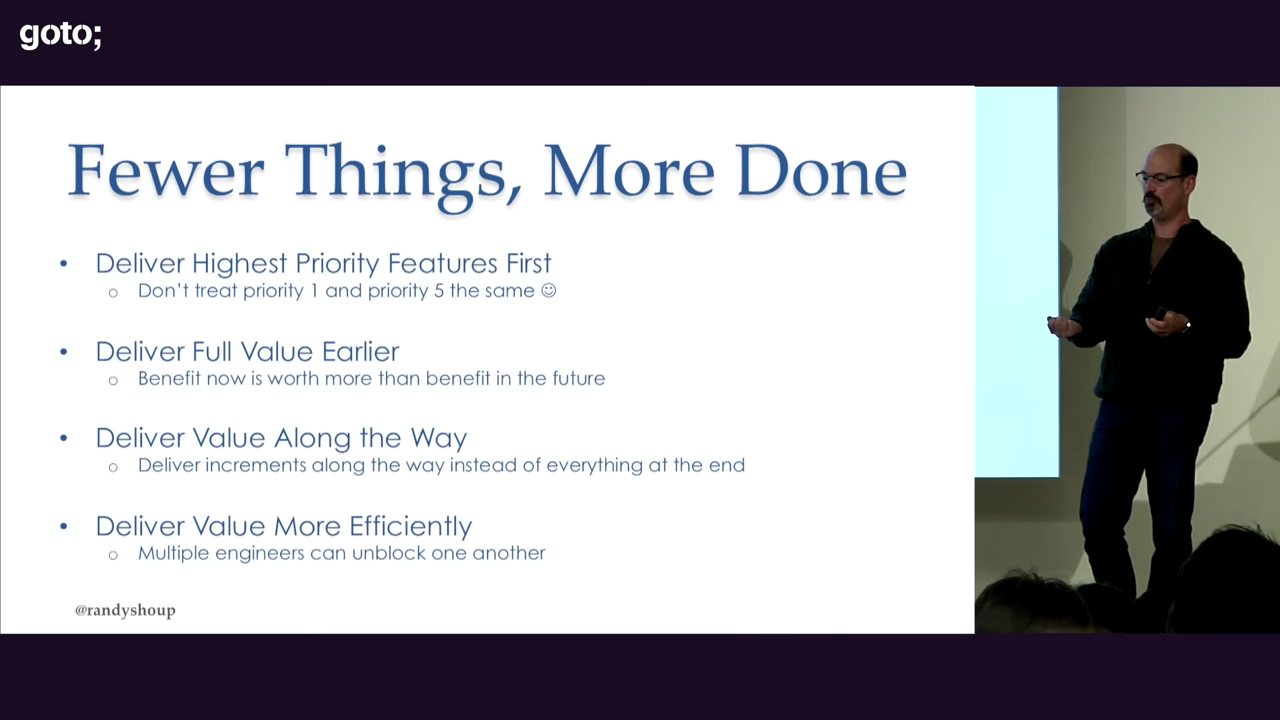 goto;
Fewer Things, More Done
• Deliver Highest Priority Features First
o Don't treat priority 1 and priority 5 the same ☺
• Deliver Full Value Earlier
o Benefit now is worth more than benefit in the future
• Deliver Value Along the Way
o Deliver increments along the way instead of everything at the end
• Deliver Value More Efficiently
o Multiple engineers can unblock one another
@randyshoup